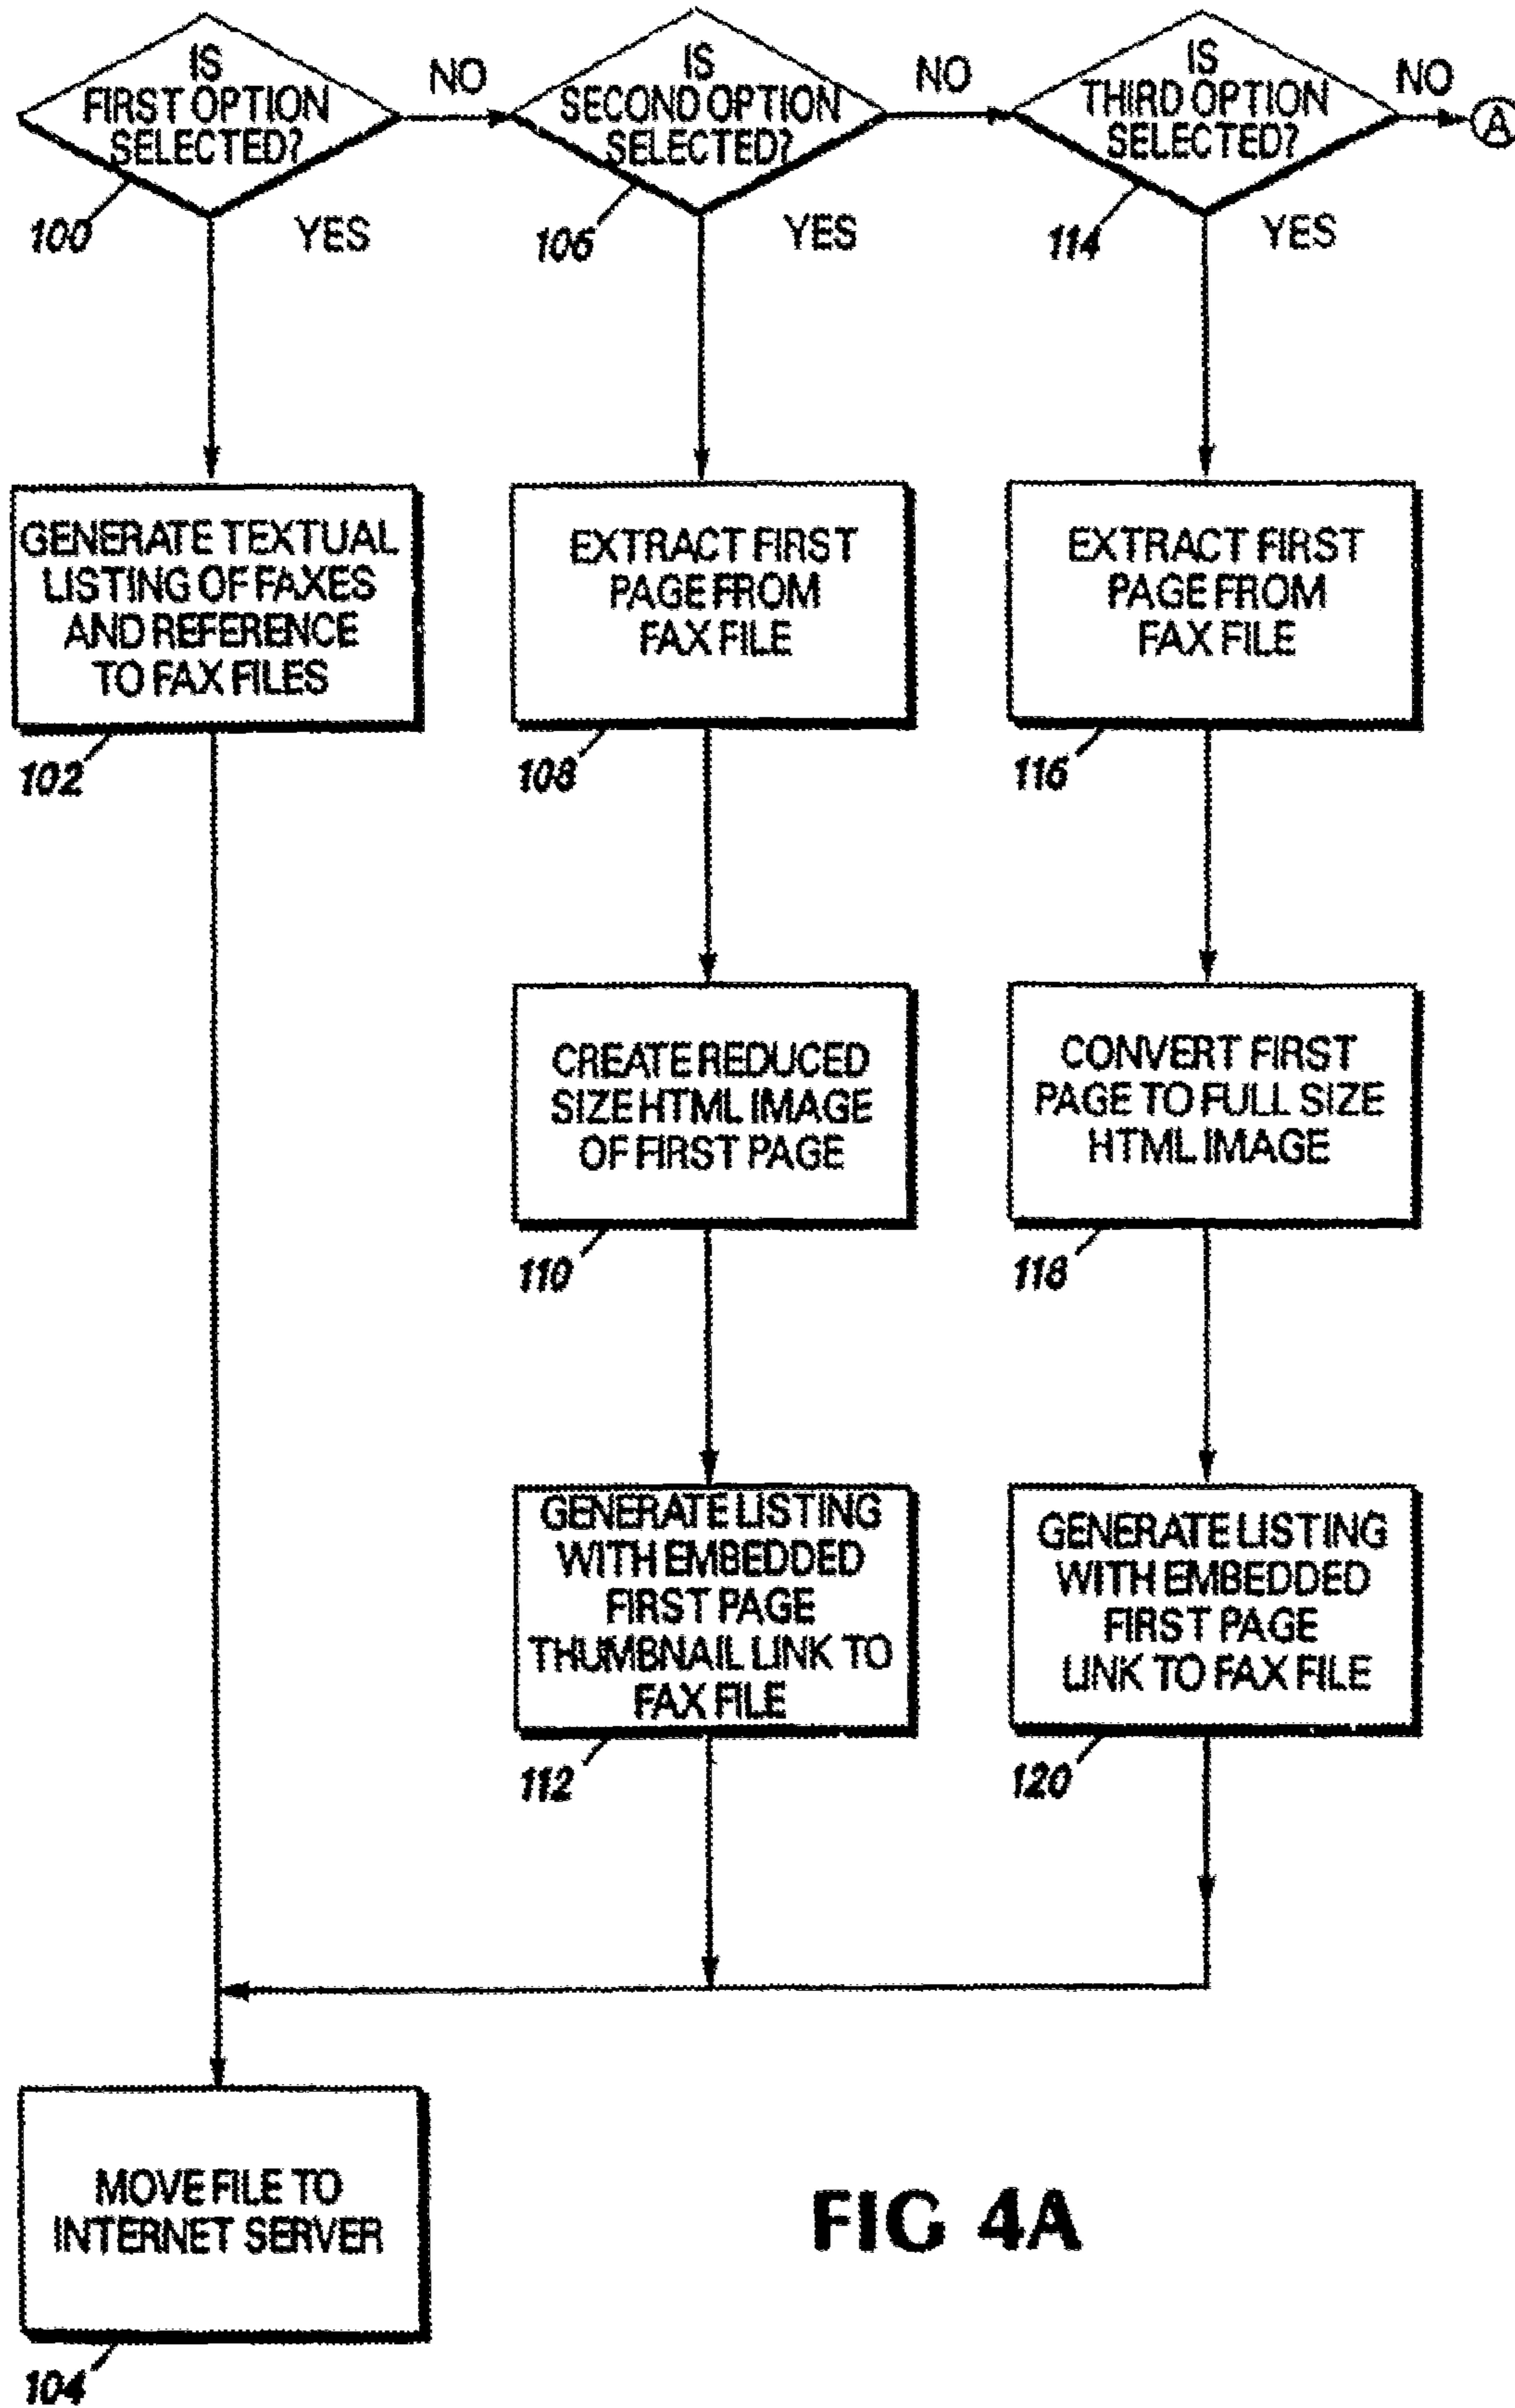 IS
FIRST OPTION
SELECTED?
NO
100
YES
IS
SECOND OPTION
SELECTED?
NO
106
YES
IS
THIRD OPTION
SELECTED?
NO
A
114
YES
GENERATE TEXTUAL
LISTING OF FAXES
AND REFERENCE
TO FAX FILES
102
EXTRACT FIRST
PAGE FROM
FAX FILE
108
EXTRACT FIRST
PAGE FROM
FAX FILE
116
CREATE REDUCED
SIZE HTML IMAGE
OF FIRST PAGE
110
CONVERT FIRST
PAGE TO FULL SIZE
HTML IMAGE
118
GENERATE LISTING
WITH EMBEDDED
FIRST PAGE
THUMBNAIL LINK TO
FAX FILE
112
GENERATE LISTING
WITH EMBEDDED
FIRST PAGE
LINK TO FAX FILE
120
MOVE FILE TO
INTERNET SERVER
104
FIG 4A